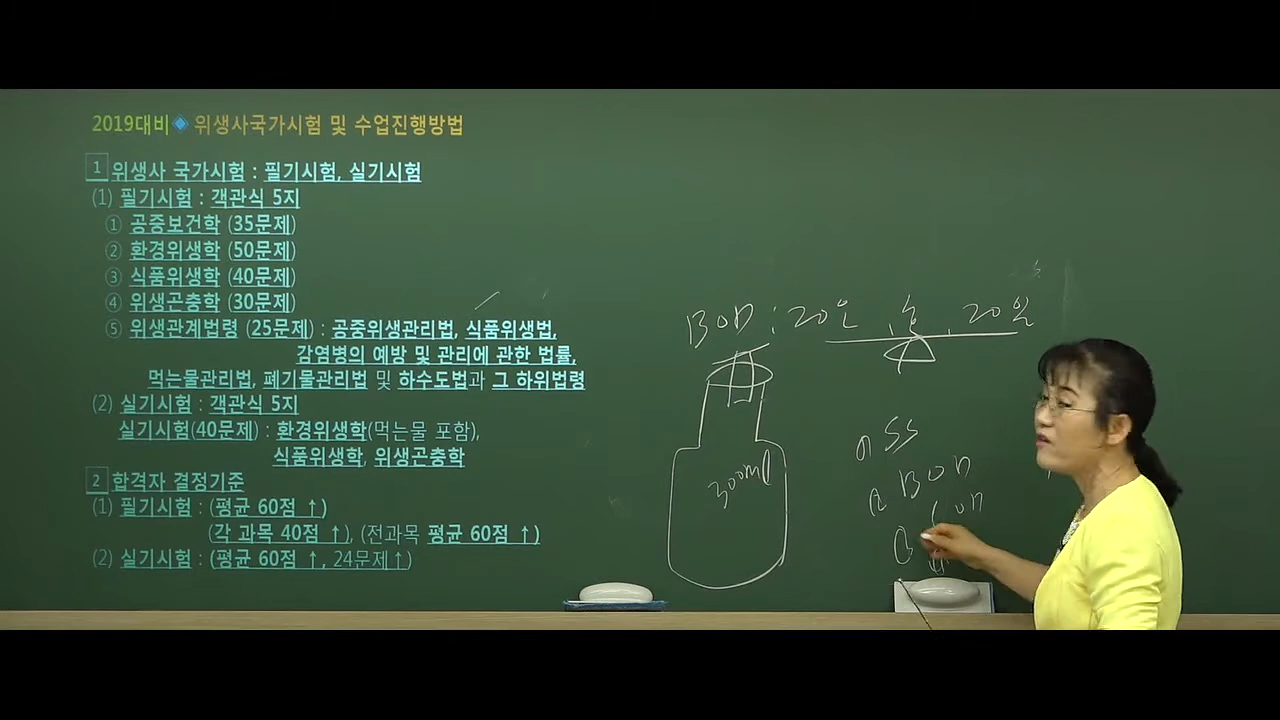 2019대비◈ 위생사국가시험 및 수업진행방법
1 위생사 국가시험 : 필기시험, 실기시험
(1) 필기시험 : 객관식 5지
① 공중보건학 (35문제)
② 환경위생학 (50문제)
③ 식품위생학 (40문제)
④ 위생곤충학 (30문제)
⑤ 위생관계법령 (25문제) : 공중위생관리법, 식품위생법,
감염병의 예방 및 관리에 관한 법률,
먹는물관리법, 폐기물관리법 및 하수도법과 그 하위법령
(2) 실기시험 : 객관식 5지
실기시험(40문제) : 환경위생학(먹는물 포함),
식품위생학, 위생곤충학
2 합격자 결정기준
(1) 필기시험 : (평균 60점 ↑)
(각 과목 40점 ↑), (전과목 평균 60점 ↑)
(2) 실기시험 : (평균 60점 ↑, 24문제↑)
BOD : 20 20일
300ml
SS
BOD